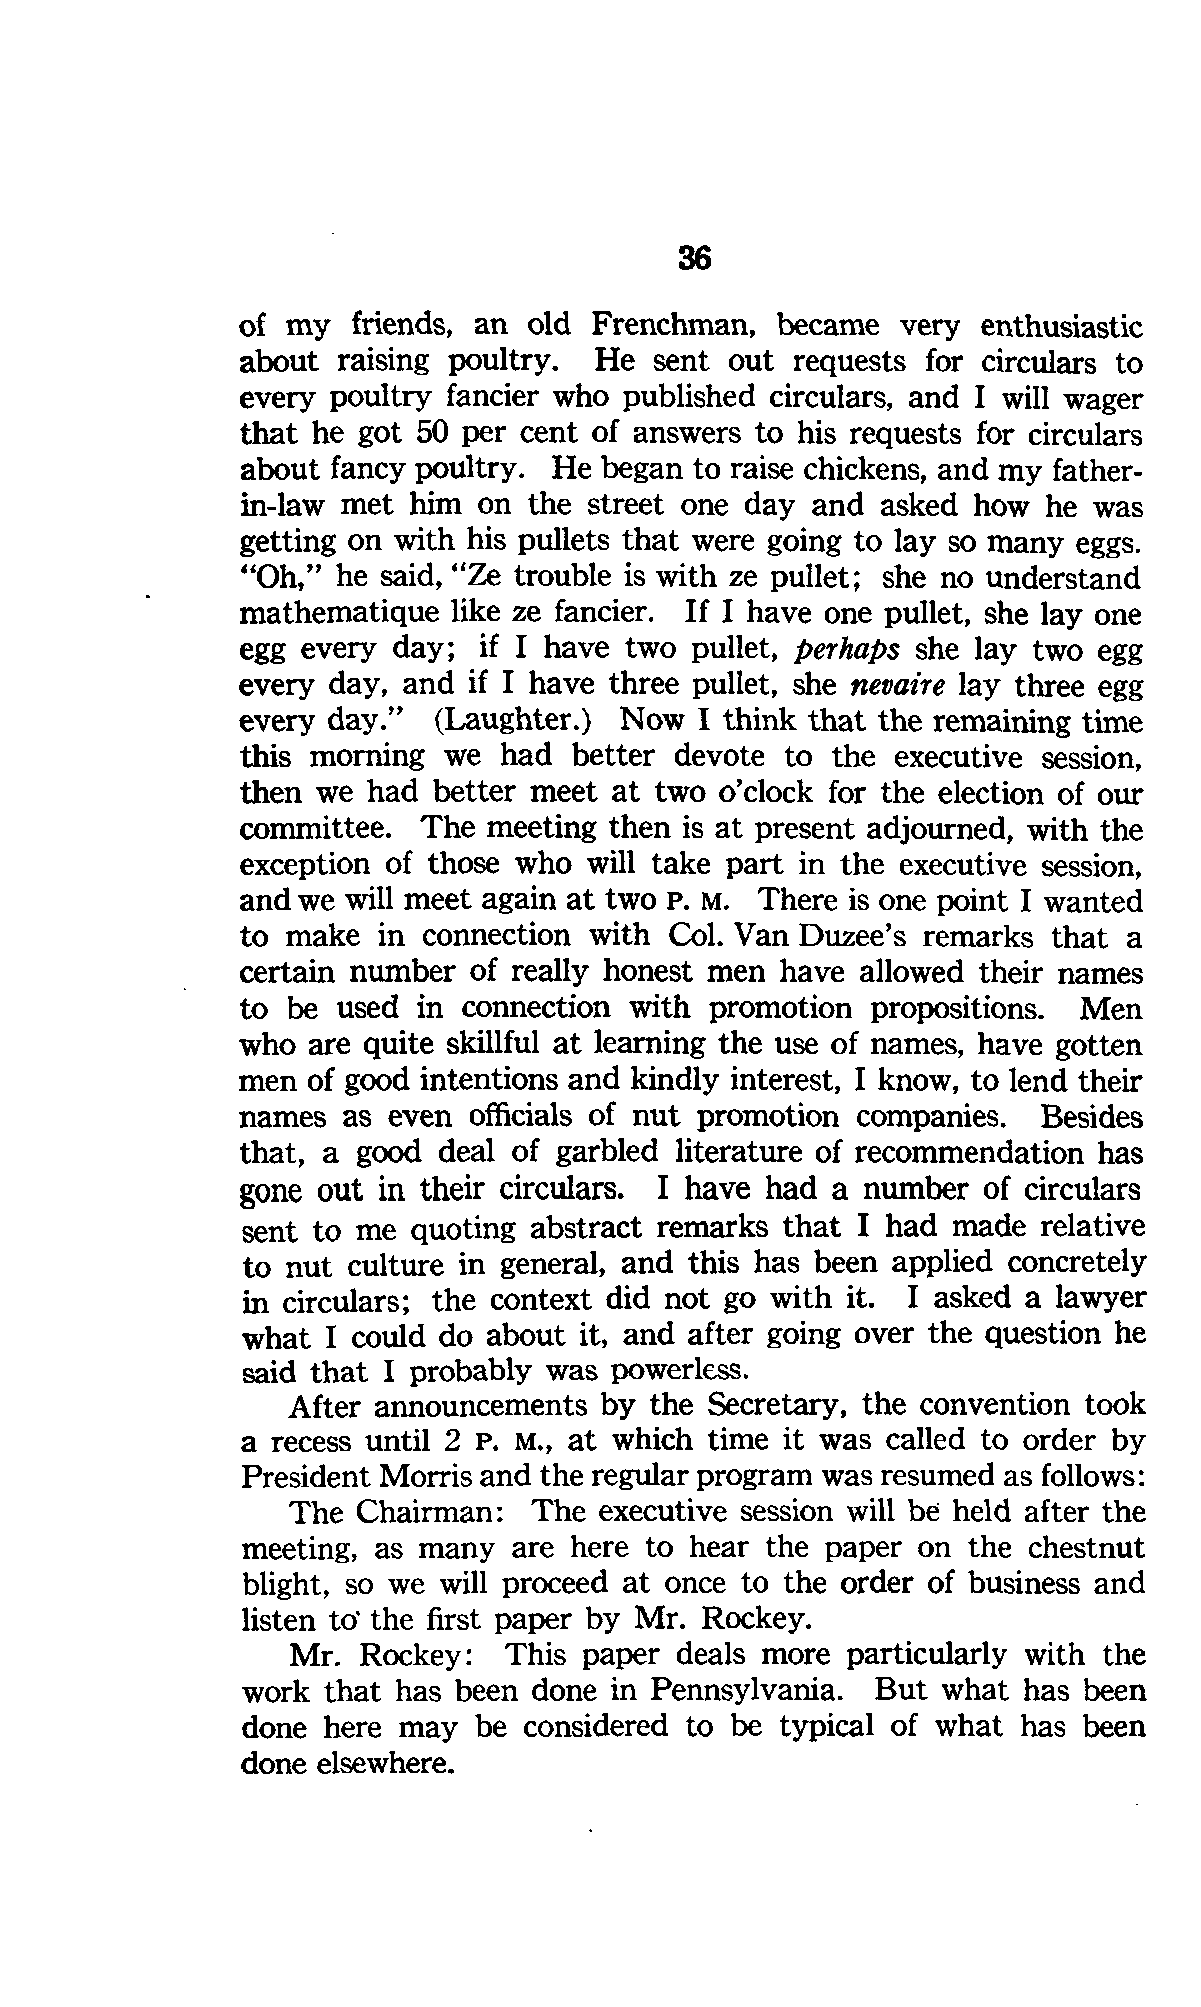 36
of my friends, an old Frenchman, became very enthusiastic
about raising poultry. He sent out requests for circulars to
every poultry fancier who published circulars, and I will wager
that he got 50 per cent of answers to his requests for circulars
about fancy poultry. He began to raise chickens, and my father-
in-law met him on the street one day and asked how he was
getting on with his pullets that were going to lay so many eggs.
“Oh,” he said, “Ze trouble is with ze pullet; she no understand
mathematique like ze fancier. If I have one pullet, she lay one
egg every day; if I have two pullet, perhaps she lay two egg
every day, and if I have three pullet, she nevaire lay three egg
every day.” (Laughter.) Now I think that the remaining time
this morning we had better devote to the executive session,
then we had better meet at two o’clock for the election of our
committee. The meeting then is at present adjourned, with the
exception of those who will take part in the executive session,
and we will meet again at two P. M. There is one point I wanted
to make in connection with Col. Van Duzee’s remarks that a
certain number of really honest men have allowed their names
to be used in connection with promotion propositions. Men
who are quite skillful at learning the use of names, have gotten
men of good intentions and kindly interest, I know, to lend their
names as even officials of nut promotion companies. Besides
that, a good deal of garbled literature of recommendation has
gone out in their circulars. I have had a number of circulars
sent to me quoting abstract remarks that I had made relative
to nut culture in general, and this has been applied concretely
in circulars; the context did not go with it. I asked a lawyer
what I could do about it, and after going over the question he
said that I probably was powerless.
After announcements by the Secretary, the convention took
a recess until 2 P. M., at which time it was called to order by
President Morris and the regular program was resumed as follows:
The Chairman: The executive session will be held after the
meeting, as many are here to hear the paper on the chestnut
blight, so we will proceed at once to the order of business and
listen to the first paper by Mr. Rockey.
Mr. Rockey: This paper deals more particularly with the
work that has been done in Pennsylvania. But what has been
done here may be considered to be typical of what has been
done elsewhere.